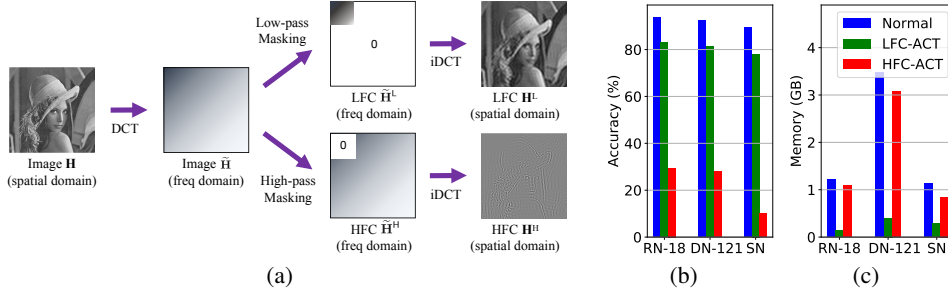 Image H
(spatial domain)
DCT
Image H̃
(freq domain)
Low-pass
Masking
High-pass
Masking
0
LFC H̃ᴸ
(freq domain)
iDCT
LFC Hᴸ
(spatial domain)
0
HFC H̃ᴴ
(freq domain)
iDCT
HFC Hᴴ
(spatial domain)
(a)
Accuracy (%)
80
60
40
20
0
RN-18 DN-121 SN
(b)
Memory (GB)
4
3
2
1
0
Normal
LFC-ACT
HFC-ACT
RN-18 DN-121 SN
(c)